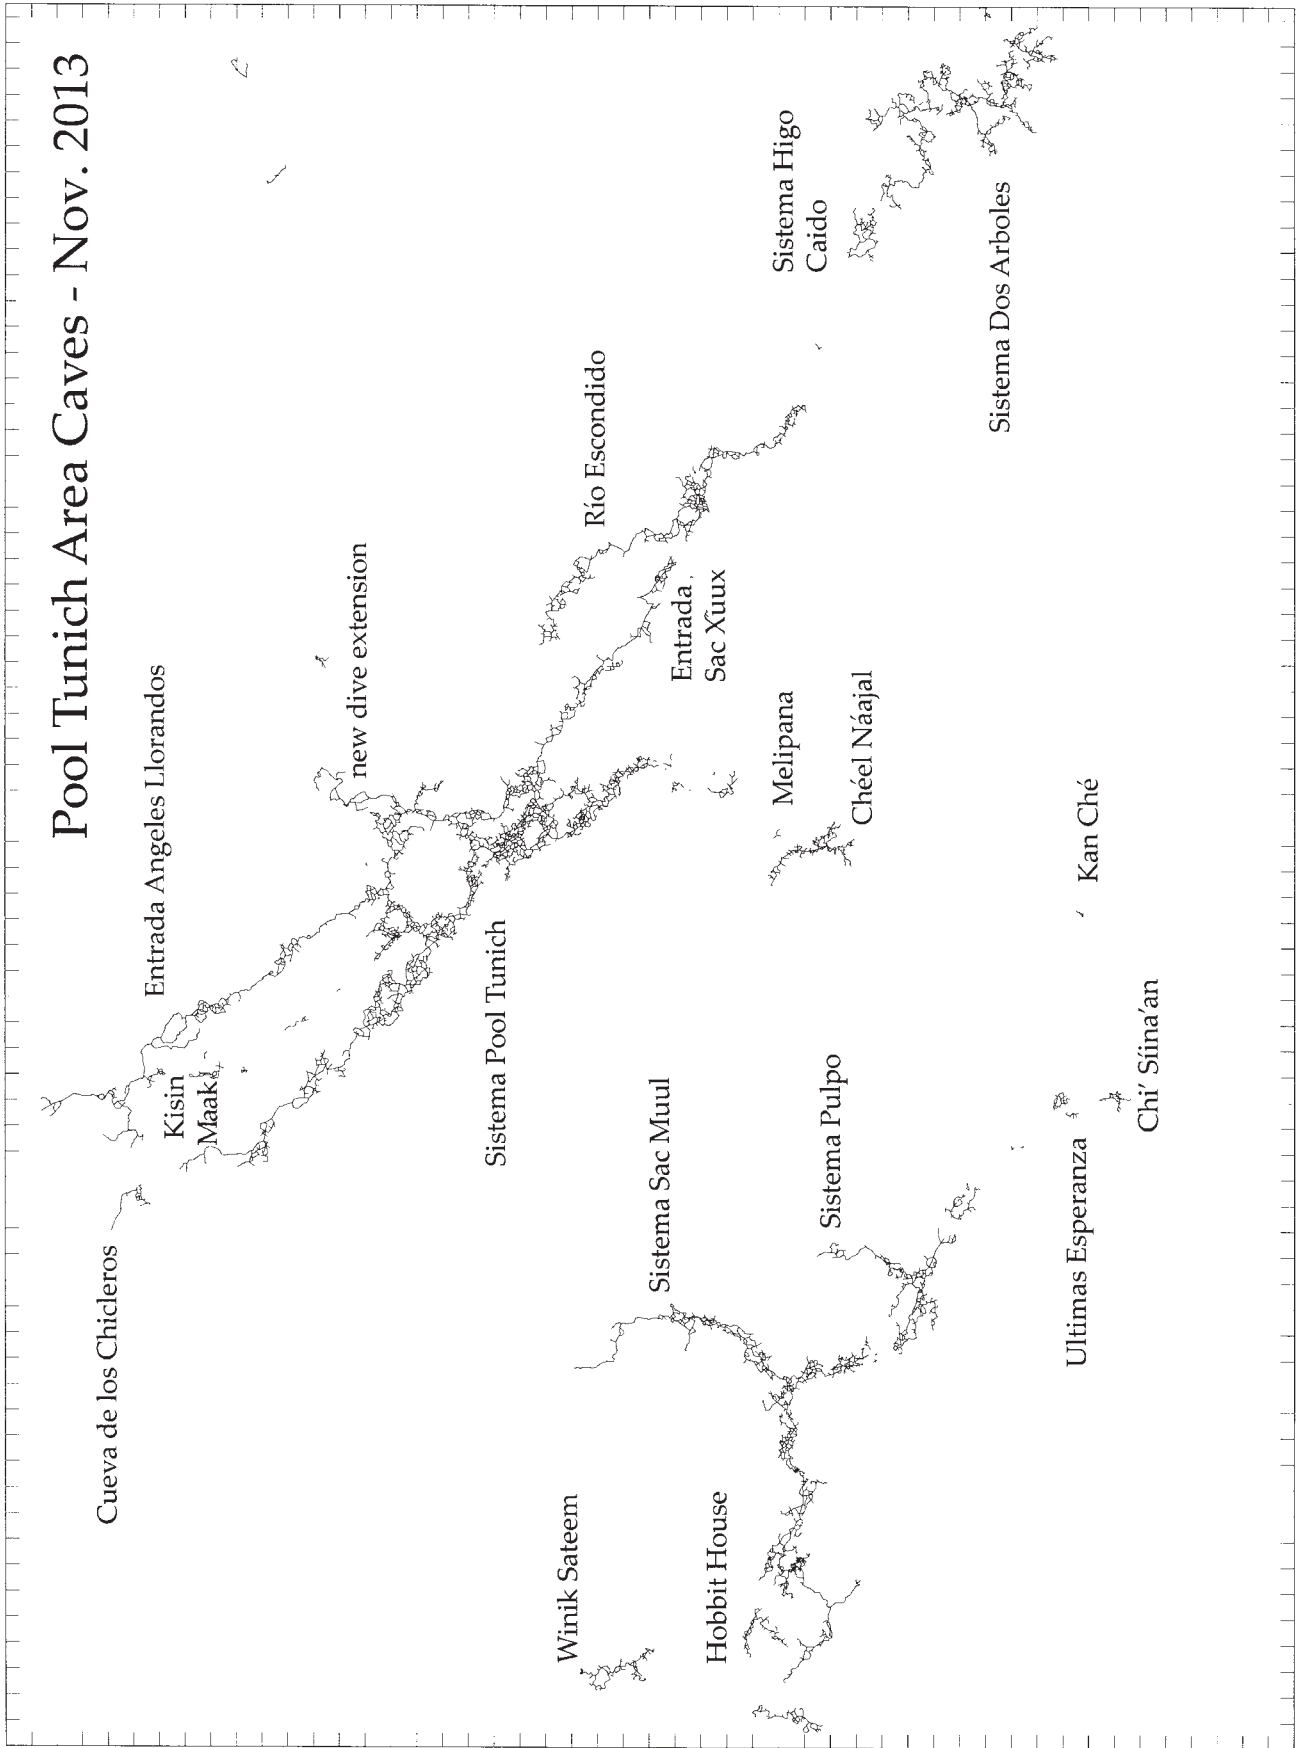 Pool Tunich Area Caves - Nov. 2013
Cueva de los Chicleros
Entrada Angeles Llorandos
Kisin
Maak
new dive extension
Sistema Pool Tunich
Winik Sateem
Río Escondido
Sistema Sac Muul
Entrada
Sac Xuux
Hobbit House
Melipana
Sistema Higo
Caido
Sistema Pulpo
Chéel Náajal
Sistema Dos Arboles
Ultimas Esperanza
Kan Ché
Chi’ Síina’an